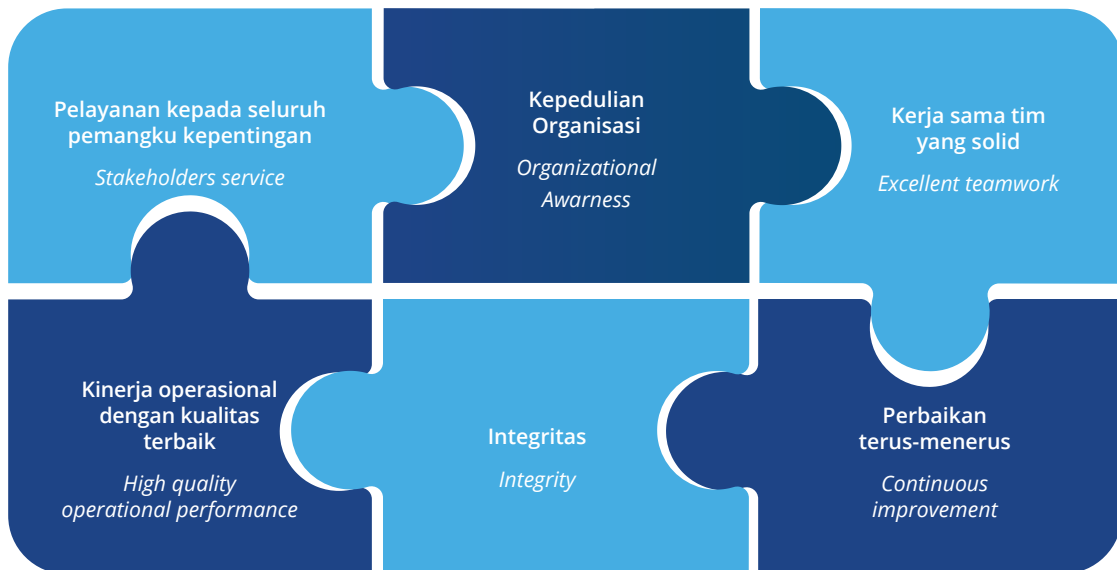 Pelayanan kepada seluruh
pemangku kepentingan
Stakeholders service
Kepedulian
Organisasi
Organizational
Awarness
Kerja sama tim
yang solid
Excellent teamwork
Kinerja operasional
dengan kualitas
terbaik
High quality
operational performance
Integritas
Integrity
Perbaikan
terus-menerus
Continuous
improvement